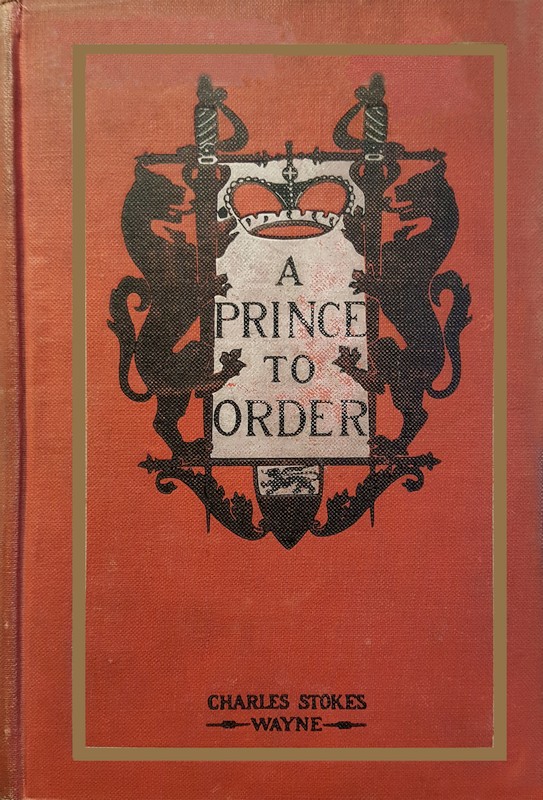 A
PRINCE
TO
ORDER
CHARLES STOKES
WAYNE